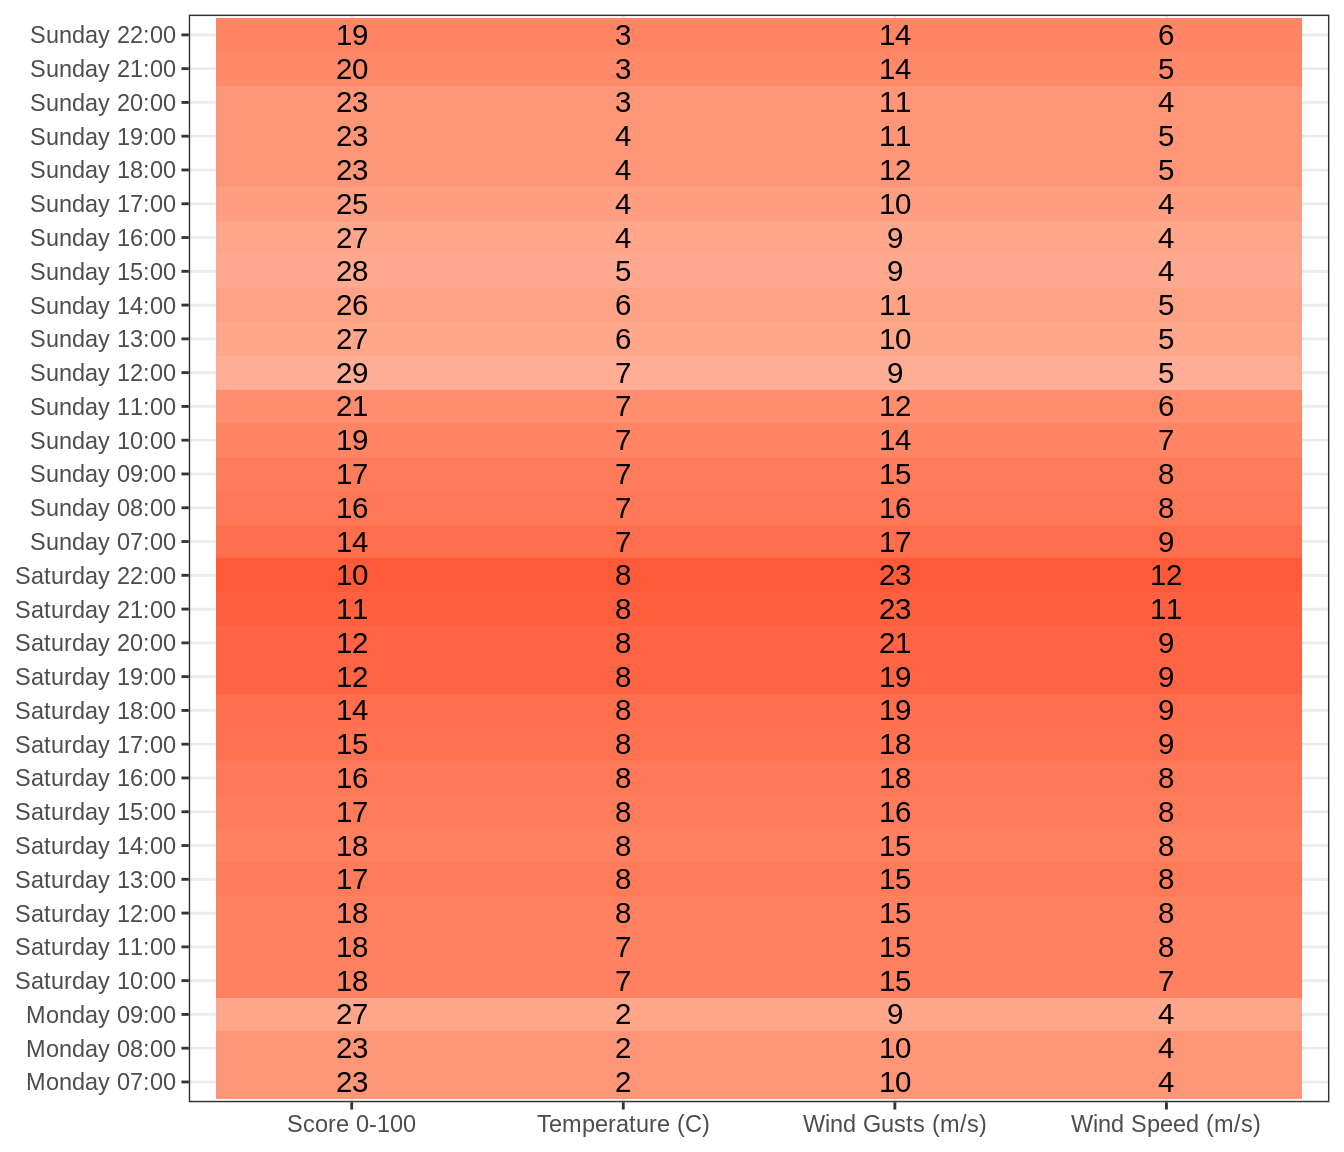 Sunday 22:00 19 3 14 6
Sunday 21:00 20 3 14 5
Sunday 20:00 23 3 11 4
Sunday 19:00 23 4 11 5
Sunday 18:00 23 4 12 5
Sunday 17:00 25 4 10 4
Sunday 16:00 27 4 9 4
Sunday 15:00 28 5 9 4
Sunday 14:00 26 6 11 5
Sunday 13:00 27 6 10 5
Sunday 12:00 29 7 9 5
Sunday 11:00 21 7 12 6
Sunday 10:00 19 7 14 7
Sunday 09:00 17 7 15 8
Sunday 08:00 16 7 16 8
Sunday 07:00 14 7 17 9
Saturday 22:00 10 8 23 12
Saturday 21:00 11 8 23 11
Saturday 20:00 12 8 21 9
Saturday 19:00 12 8 19 9
Saturday 18:00 14 8 19 9
Saturday 17:00 15 8 18 9
Saturday 16:00 16 8 18 8
Saturday 15:00 17 8 16 8
Saturday 14:00 18 8 15 8
Saturday 13:00 17 8 15 8
Saturday 12:00 18 8 15 8
Saturday 11:00 18 7 15 8
Saturday 10:00 18 7 15 7
Monday 09:00 27 2 9 4
Monday 08:00 23 2 10 4
Monday 07:00 23 2 10 4
Score 0-100 Temperature (C) Wind Gusts (m/s) Wind Speed (m/s)